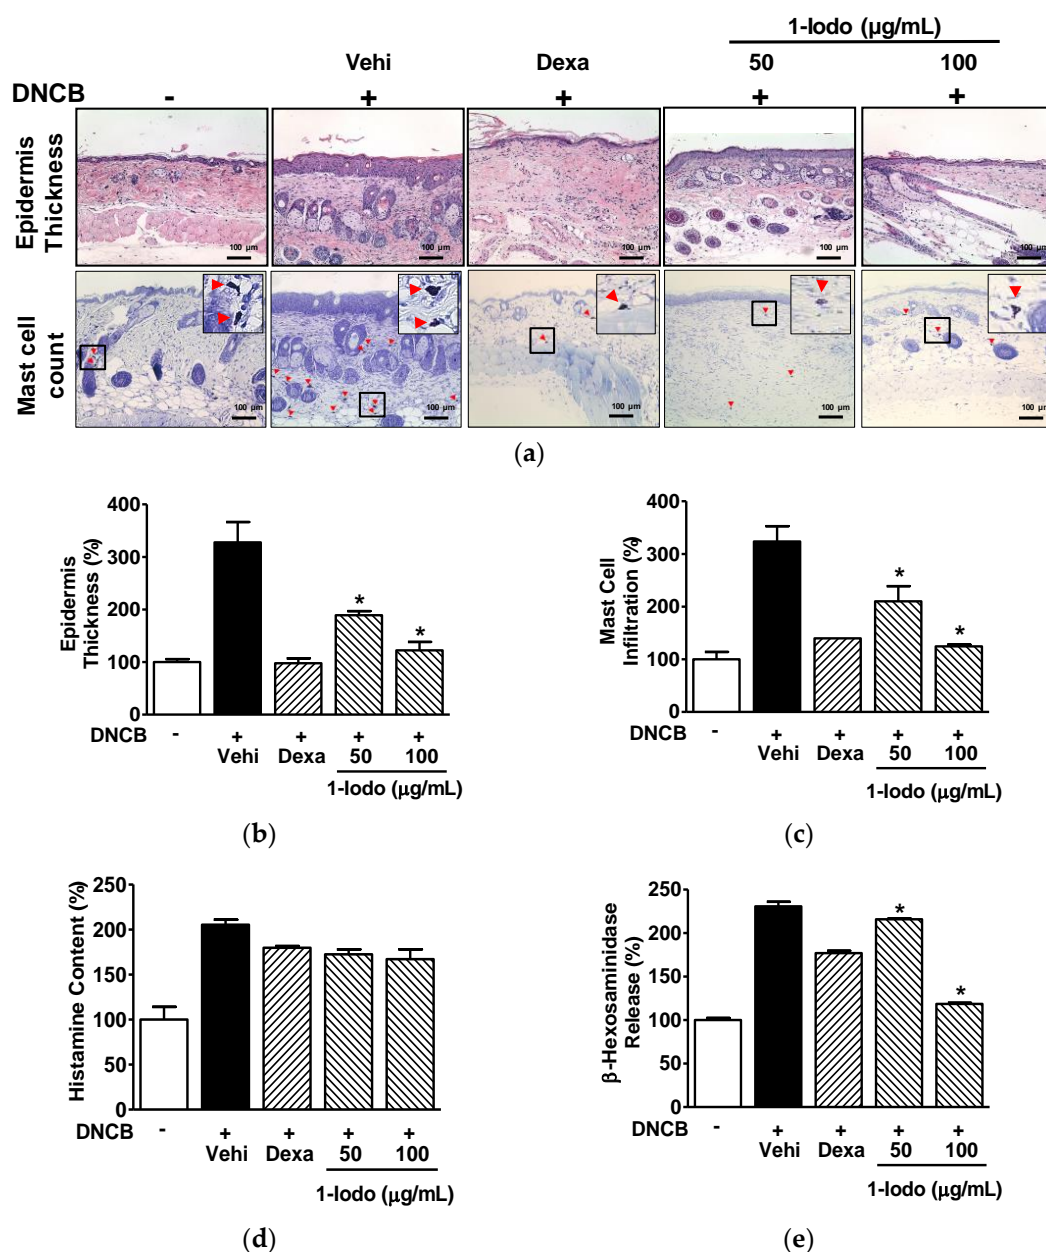 1-Iodo (μg/mL)
Vehi Dexa 50 100
DNCB - + + + +
Epidermis
Thickness
100 μm 100 μm 100 μm 100 μm 100 μm
Mast cell
count
100 μm 100 μm 100 μm 100 μm 100 μm
(a)
Epidermis
Thickness (%)
400
300
200
100
0
* *
DNCB - + + + +
Vehi Dexa 50 100
1-Iodo (μg/mL)
(b)
Mast Cell
Infiltration (%)
400
300
200
100
0
* *
DNCB - + + + +
Vehi Dexa 50 100
1-Iodo (μg/mL)
(c)
Histamine Content (%)
250
200
150
100
50
0
DNCB - + + + +
Vehi Dexa 50 100
1-Iodo (μg/mL)
(d)
β-Hexosaminidase
Release (%)
250
200
150
100
50
0
* *
DNCB - + + + +
Vehi Dexa 50 100
1-Iodo (μg/mL)
(e)